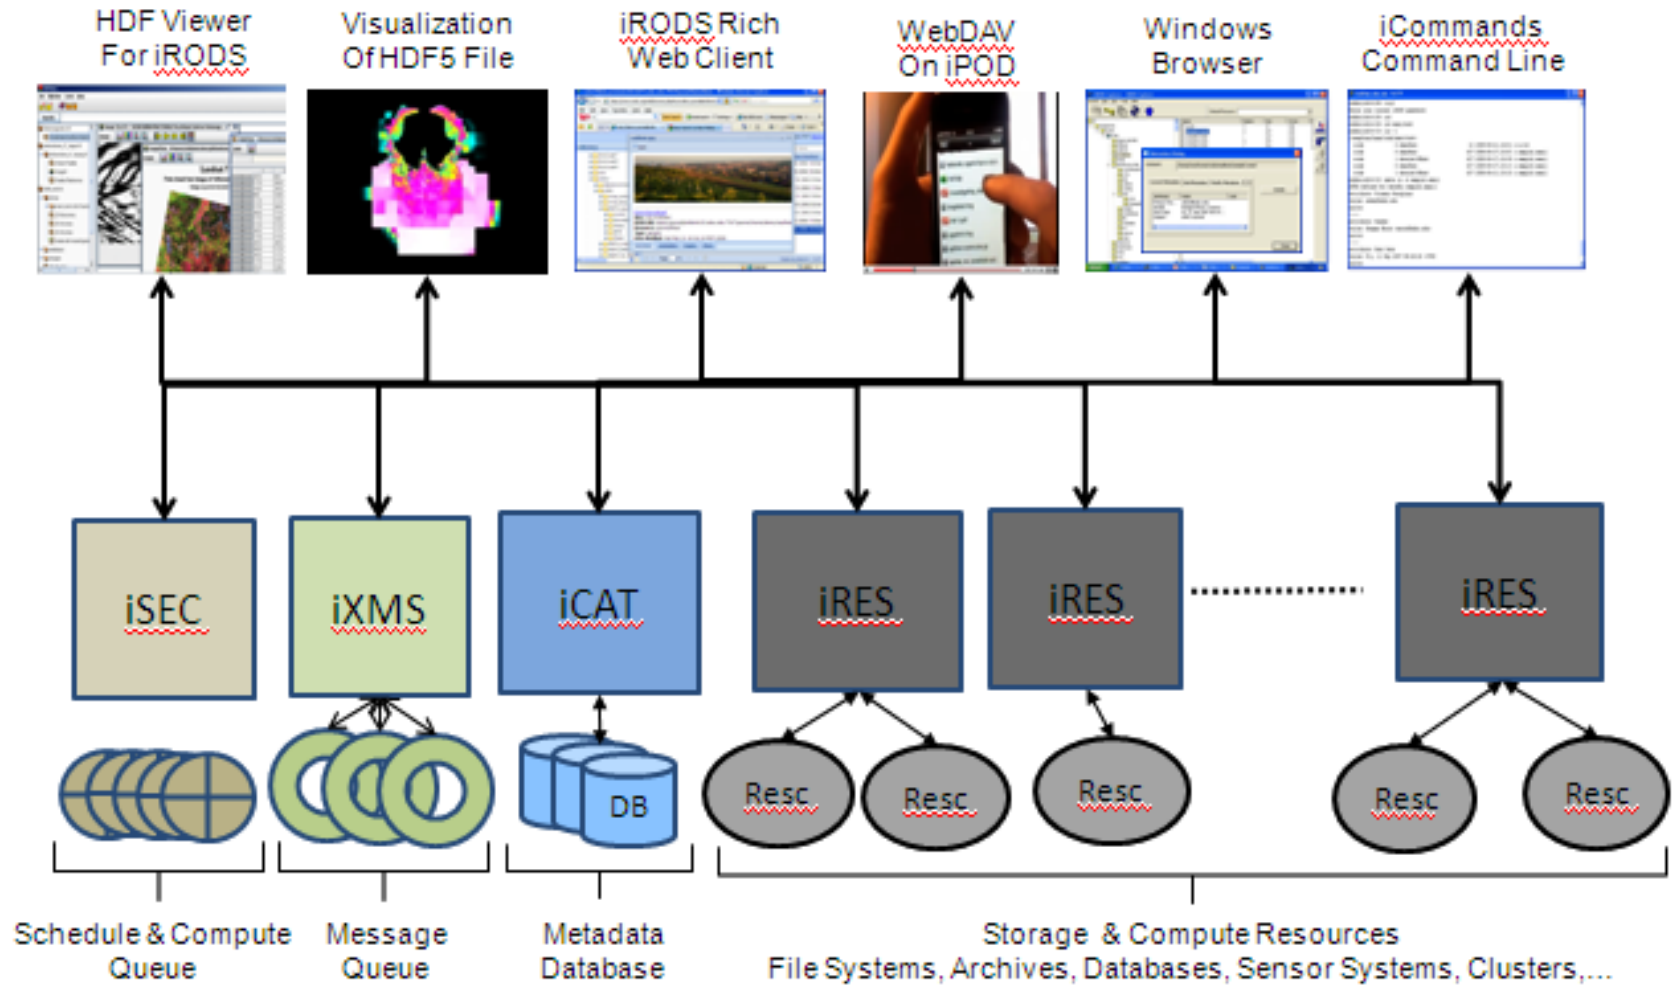 HDF Viewer
For iRODS
Visualization
Of HDF5 File
iRODS Rich
Web Client
WebDAV
On iPOD
Windows
Browser
iCommands
Command Line
iSEC
iXMS
iCAT
iRES
iRES
iRES
DB
Resc
Resc
Resc
Resc
Resc
Schedule & Compute
Queue
Message
Queue
Metadata
Database
Storage & Compute Resources
File Systems, Archives, Databases, Sensor Systems, Clusters,...